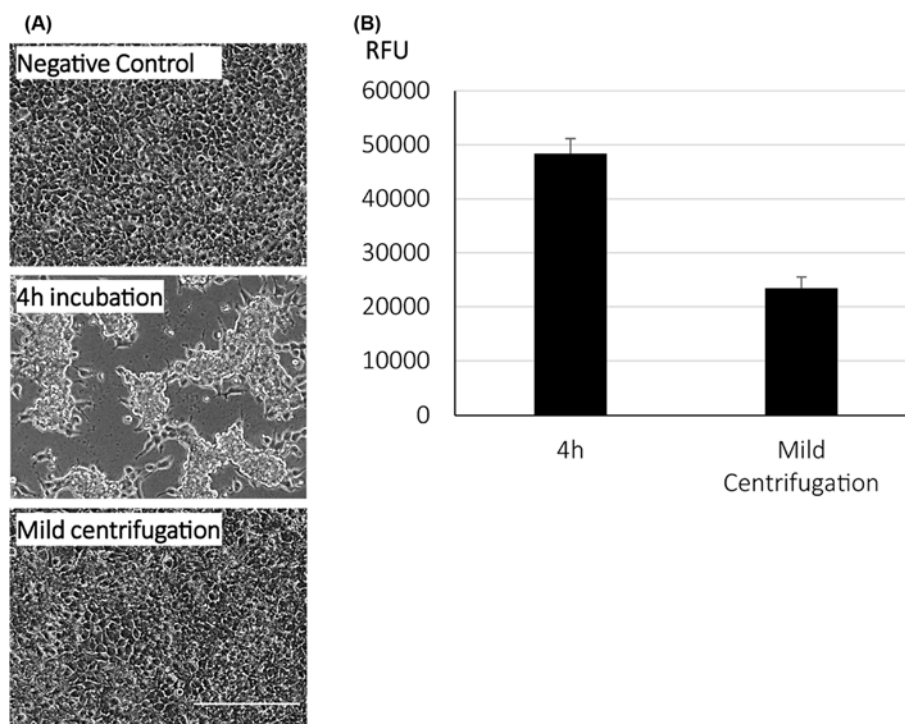 (A)
Negative Control
4h incubation
Mild centrifugation
(B)
RFU
60000
50000
40000
30000
20000
10000
0
4h
Mild
Centrifugation